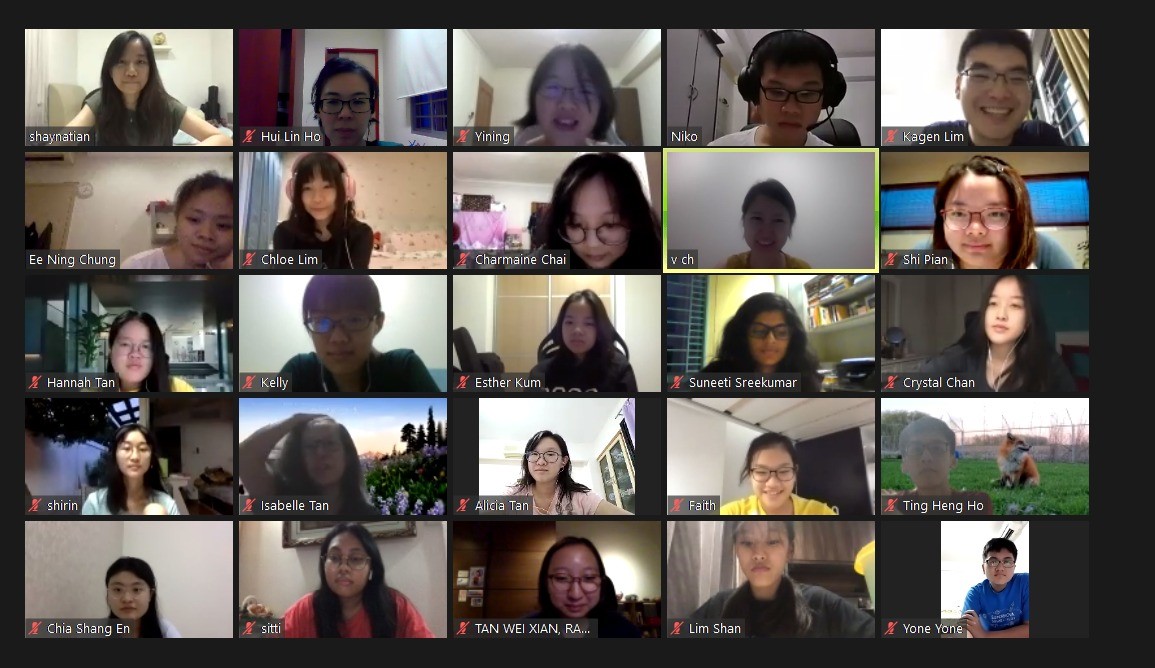 shaynatian
Hui Lin Ho
Yining
Niko
Kagen Lim
Ee Ning Chung
Chloe Lim
Charmaine Chai
v ch
Shi Pian
Hannah Tan
Kelly
Esther Kum
Suneeti Sreekumar
Crystal Chan
shirin
Isabelle Tan
Alicia Tan
Faith
Ting Heng Ho
Chia Shang En
sitti
TAN WEI XIAN, RA...
Lim Shan
Yone Yone